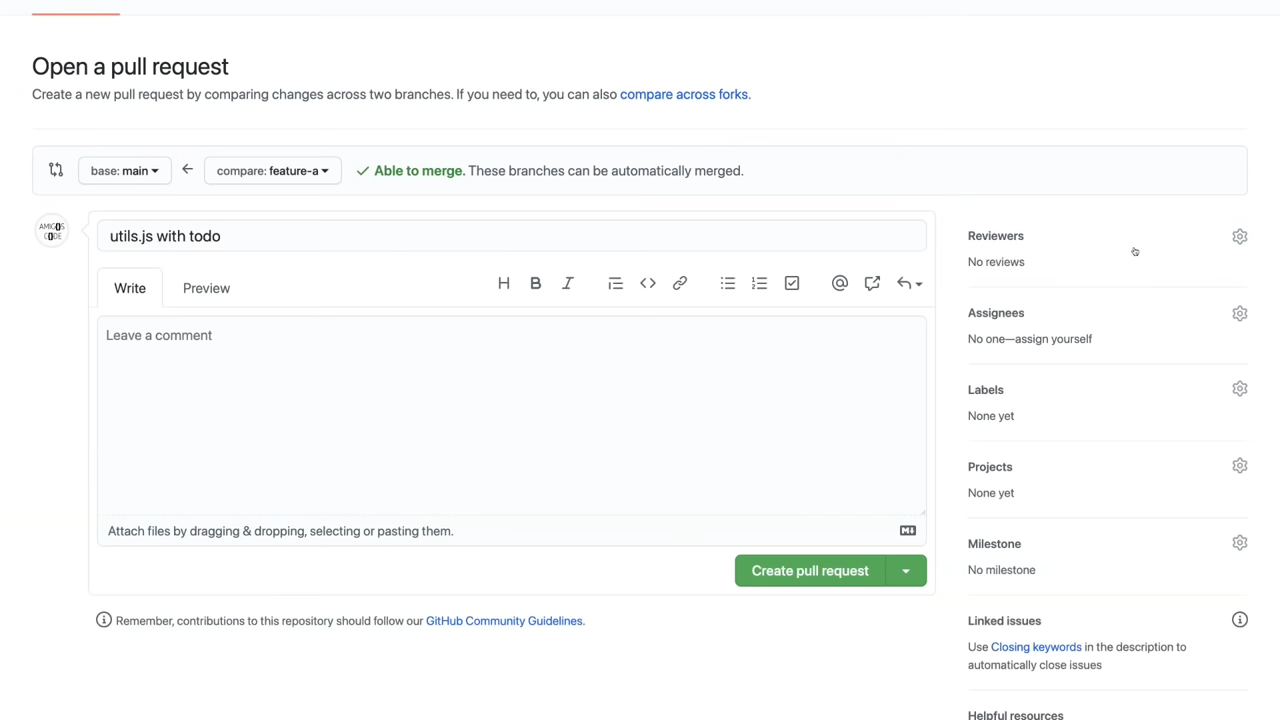 Open a pull request
Create a new pull request by comparing changes across two branches. If you need to, you can also compare across forks.
base: main
compare: feature-a
Able to merge. These branches can be automatically merged.
AMIGOS
CODE
utils.js with todo
Write
Preview
Leave a comment
Attach files by dragging & dropping, selecting or pasting them.
Create pull request
Remember, contributions to this repository should follow our GitHub Community Guidelines.
Reviewers
No reviews
Assignees
No one—assign yourself
Labels
None yet
Projects
None yet
Milestone
No milestone
Linked issues
Use Closing keywords in the description to
automatically close issues
Helpful resources